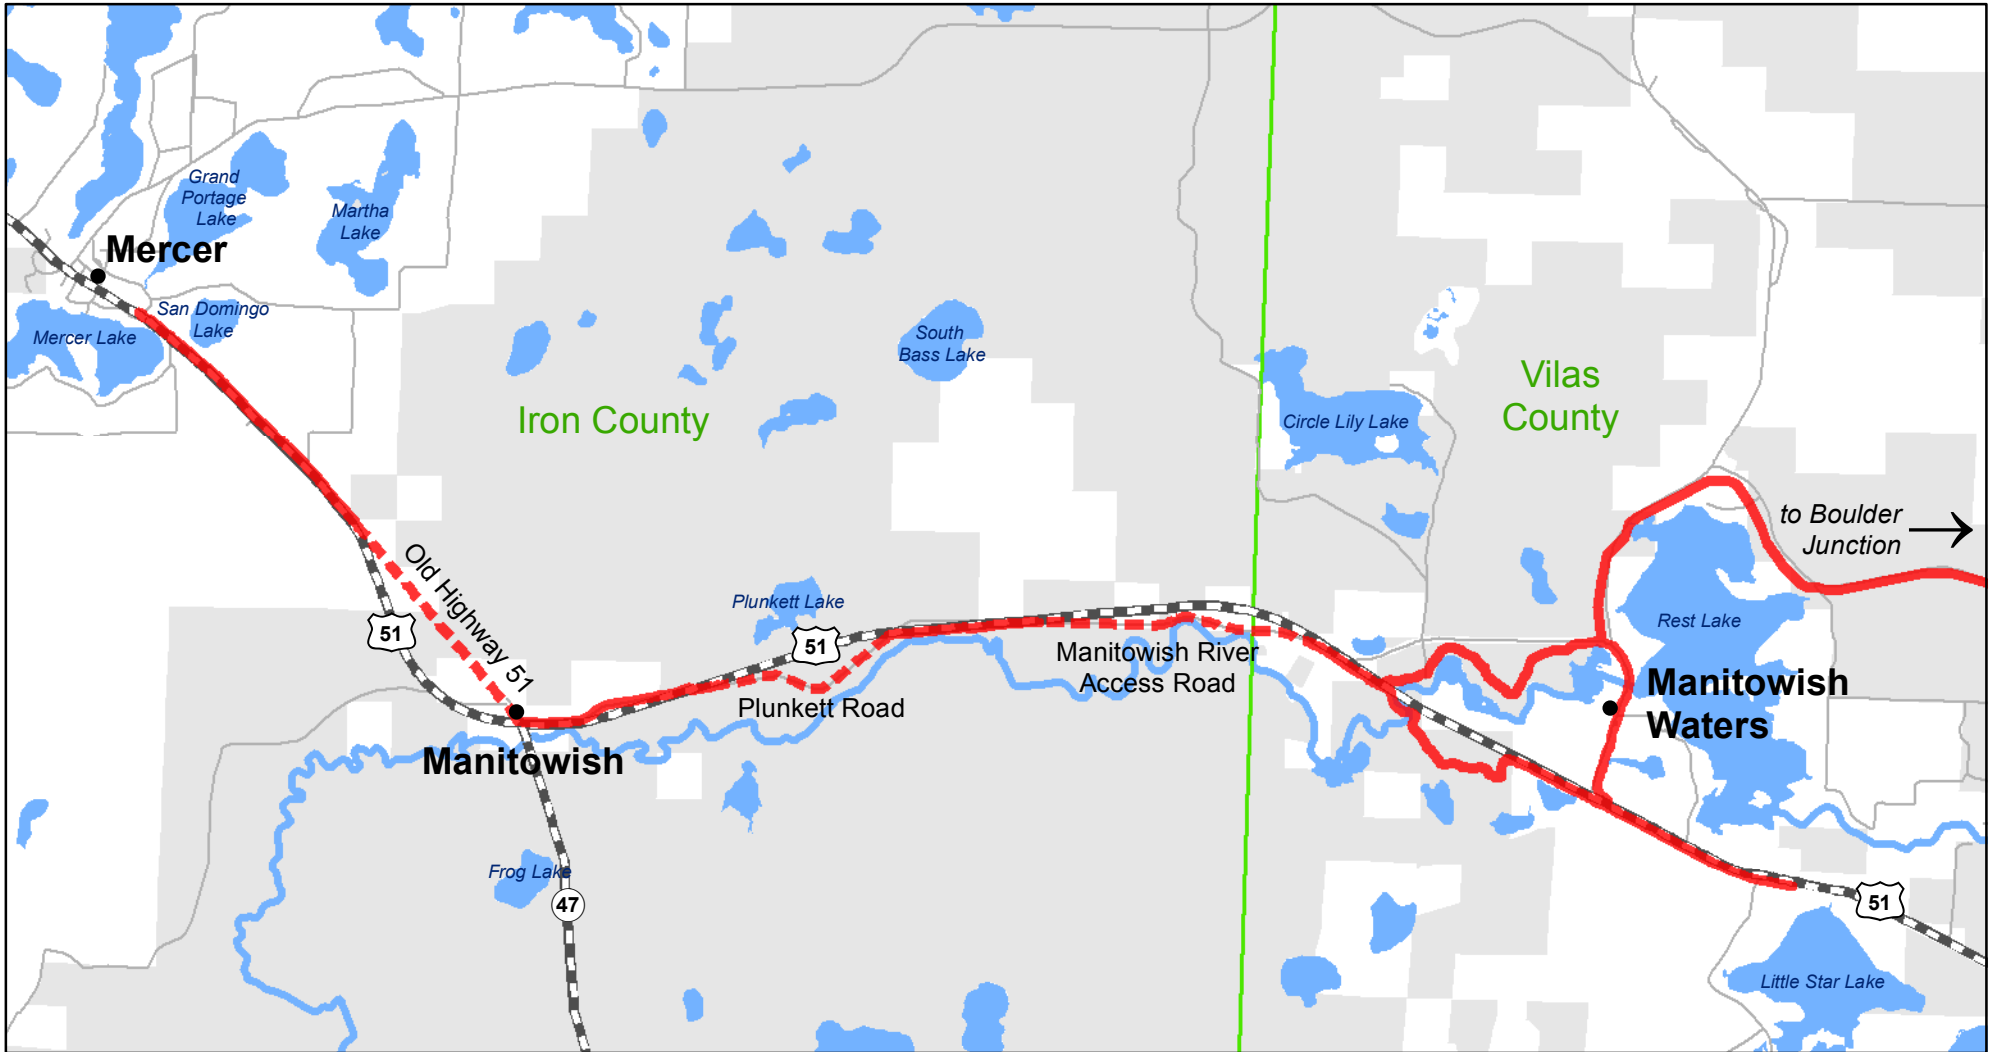 Grand
Portage
Lake
Martha
Lake
Mercer
San Domingo
Lake
Mercer Lake
South
Bass Lake
Iron County
Vilas
County
Circle Lily Lake
to Boulder
Junction
Old Highway 51
51
Plunkett Lake
51
Rest Lake
Manitowish River
Access Road
Plunkett Road
Manitowish
Waters
Manitowish
Frog Lake
47
51
Little Star Lake